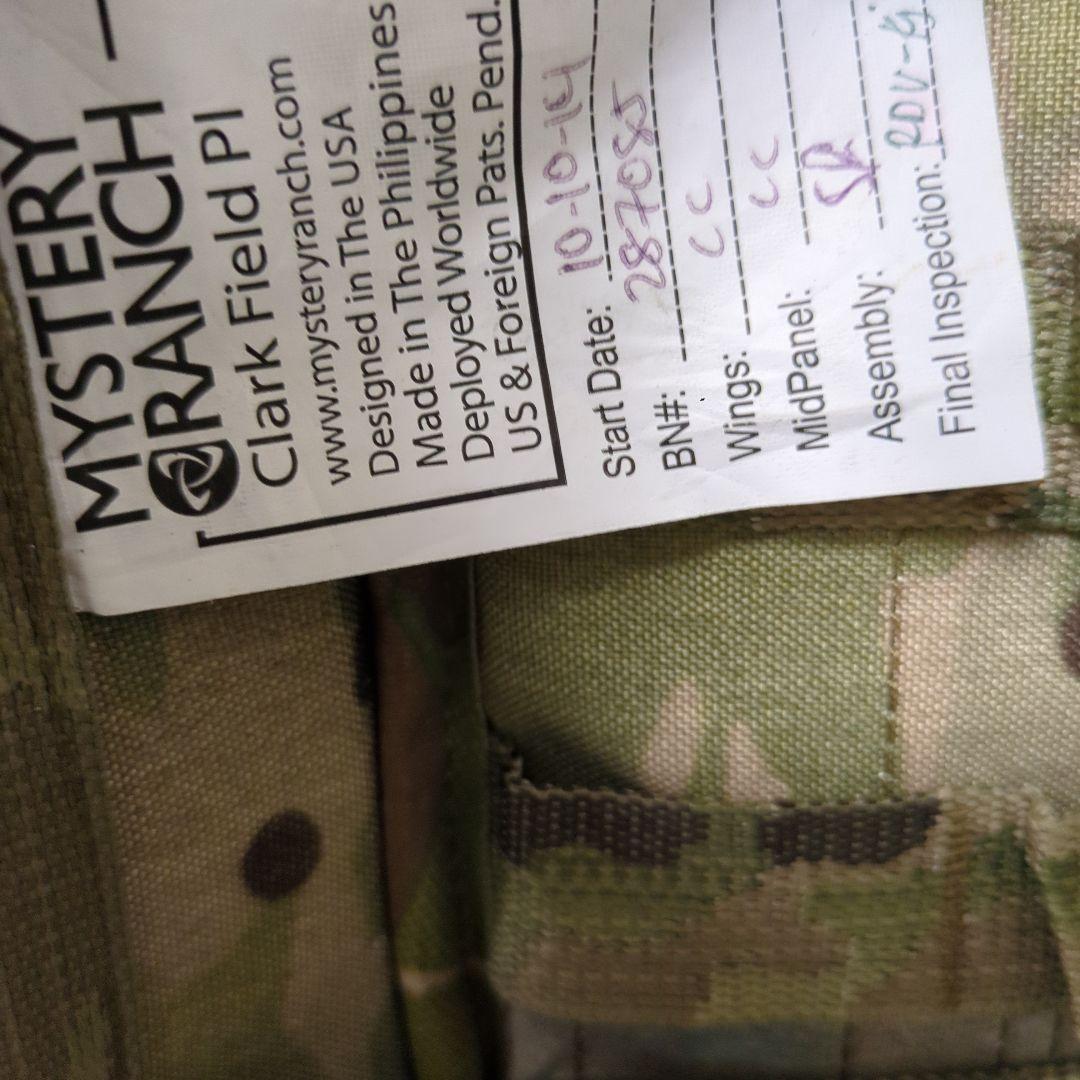 MYSTERY
RANCH
Clark Field PI
www.mysteryranch.com
Designed in The USA
Made in The Philippines
Deployed Worldwide
US & Foreign Pats. Pend.
Start Date: 10-10-14
BN#: 287085
Wings: CC
MidPanel: CC
Assembly: SR
Final Inspection: